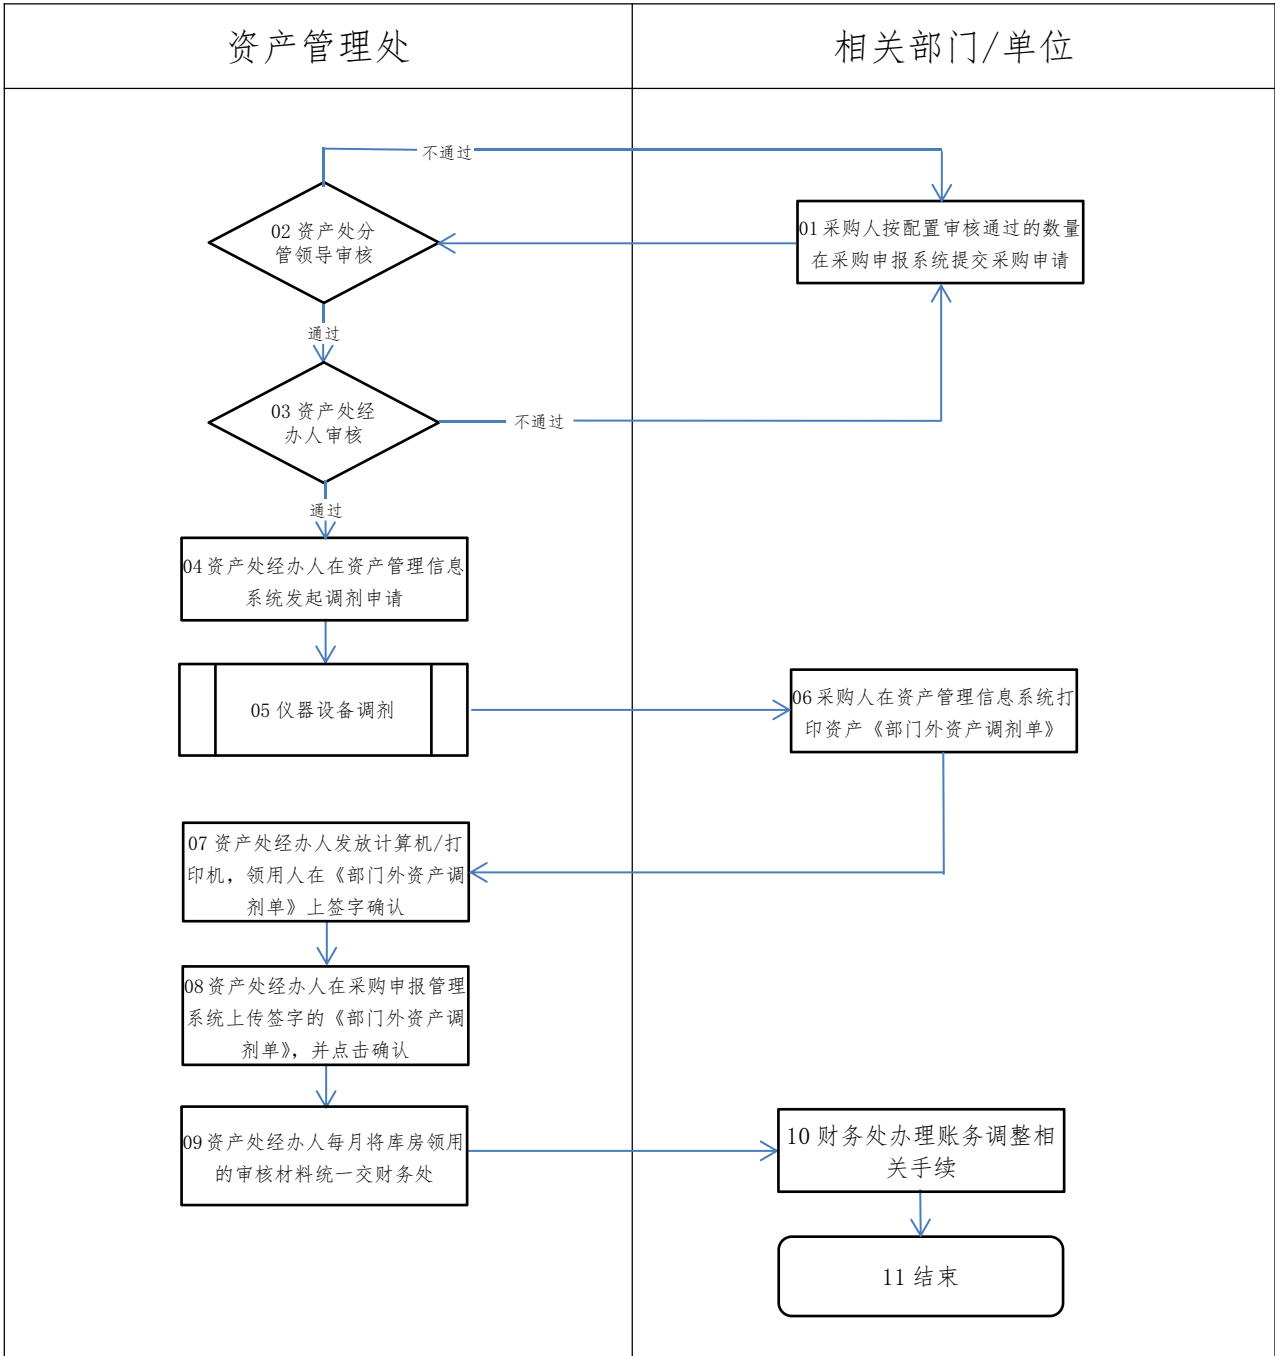 资产管理处
相关部门/单位
不通过
02 资产处分
管领导审核
01 采购人按配置审核通过的数量
在采购申报系统提交采购申请
通过
03 资产处经
办人审核
不通过
通过
04 资产处经办人在资产管理信息
系统发起调剂申请
05 仪器设备调剂
06 采购人在资产管理信息系统打
印资产《部门外资产调剂单》
07 资产处经办人发放计算机/打
印机，领用人在《部门外资产调
剂单》上签字确认
08 资产处经办人在采购申报管理
系统上传签字的《部门外资产调
剂单》，并点击确认
09 资产处经办人每月将库房领用
的审核材料统一交财务处
10 财务处办理账务调整相
关手续
11 结束